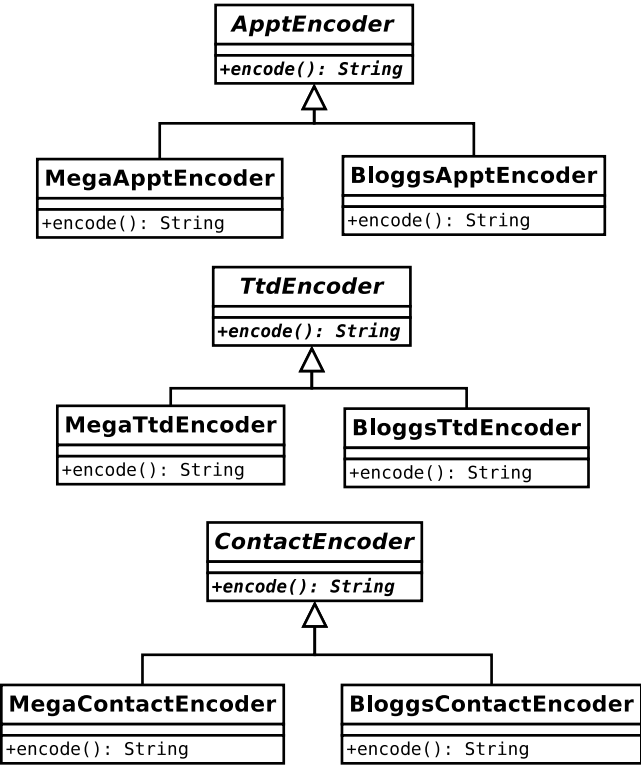 ApptEncoder
+encode(): String
MegaApptEncoder
+encode(): String
BloggsApptEncoder
+encode(): String
TtdEncoder
+encode(): String
MegaTtdEncoder
+encode(): String
BloggsTtdEncoder
+encode(): String
ContactEncoder
+encode(): String
MegaContactEncoder
+encode(): String
BloggsContactEncoder
+encode(): String